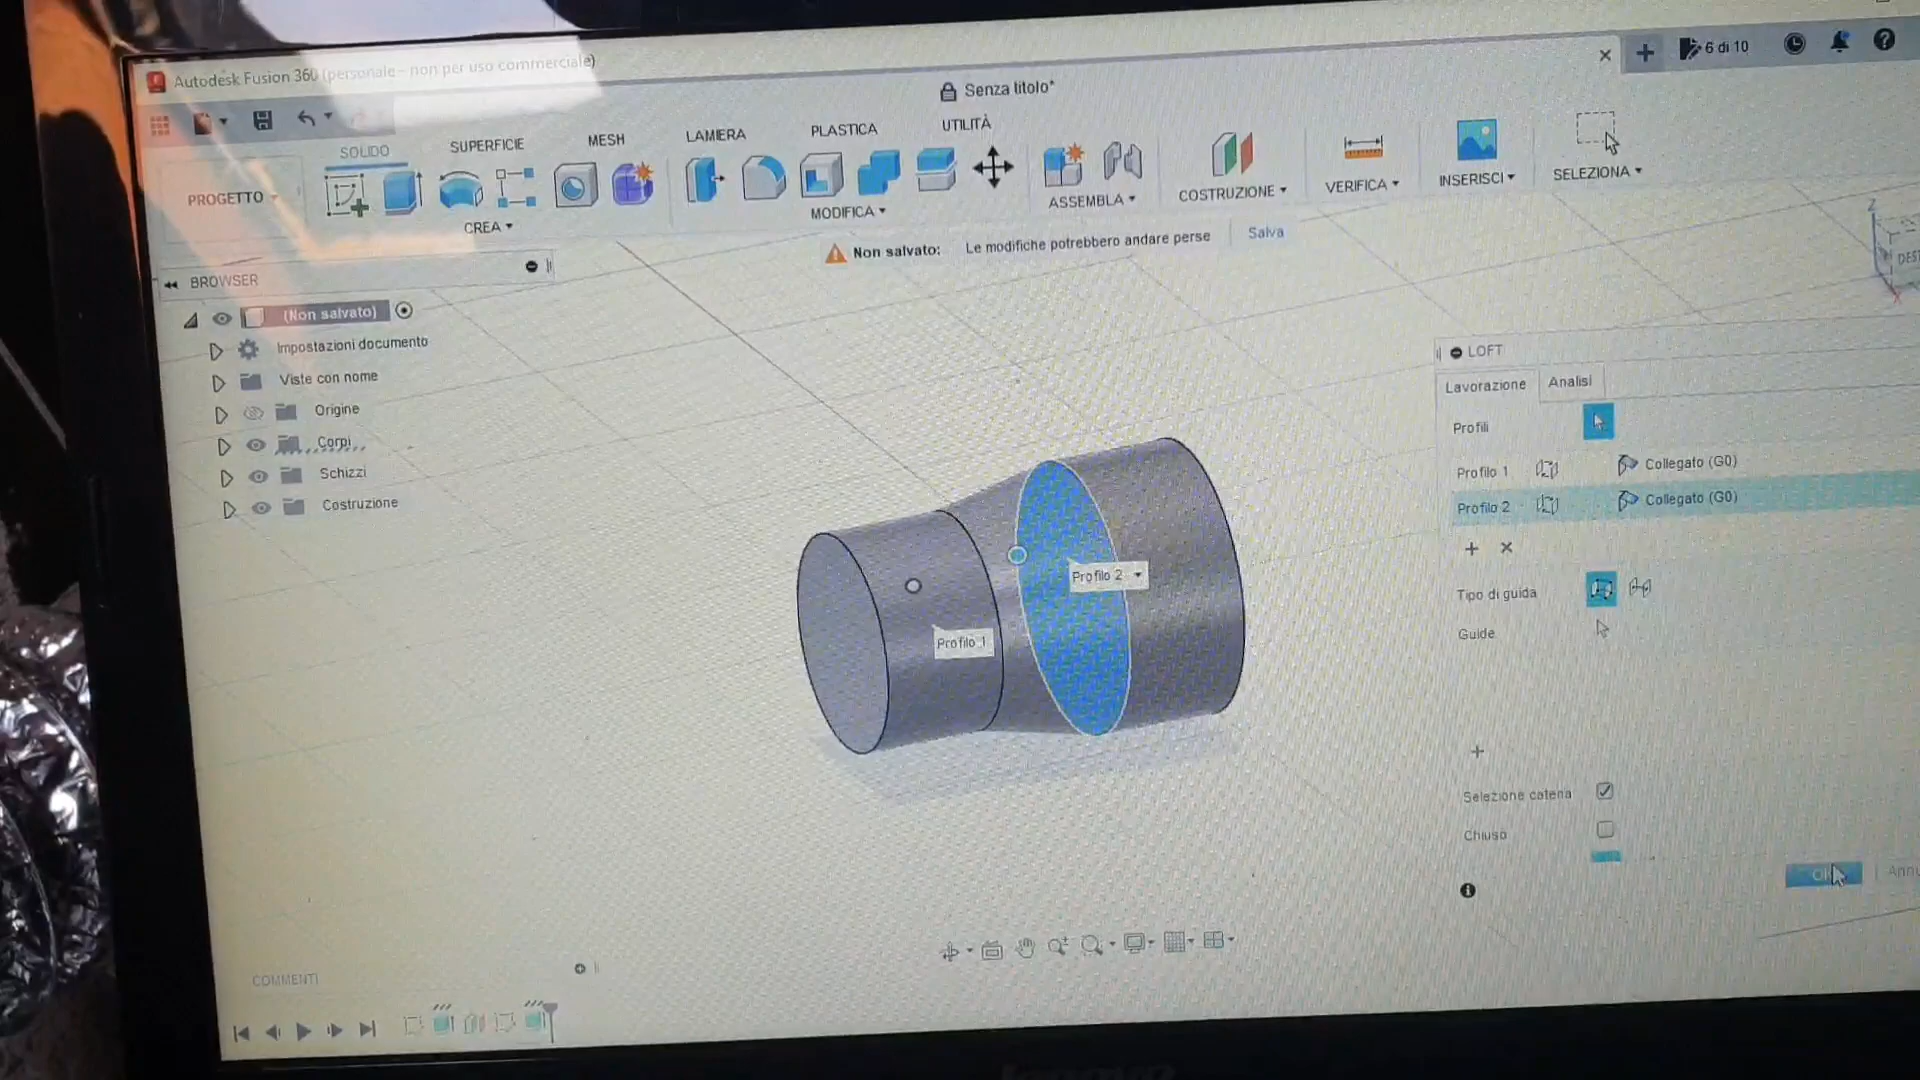 Autodesk Fusion 360 (personale - non per uso commerciale)
6 di 10
Senza titolo*
SOLIDO SUPERFICIE MESH LAMIERA PLASTICA UTILITÀ
PROGETTO
CREA MODIFICA ASSEMBLA COSTRUZIONE VERIFICA INSERISCI SELEZIONA
Non salvato: Le modifiche potrebbero andare perse Salva
BROWSER
(Non salvato)
Impostazioni documento
Viste con nome
Origine
Corpi
Schizzi
Costruzione
Z
X
Profilo 2
Profilo 1
LOFT
Lavorazione Analisi
Profili
Profilo 1 Collegato (G0)
Profilo 2 Collegato (G0)
Tipo di guida
Guide
Selezione catena
Chiuso
COMMENTI